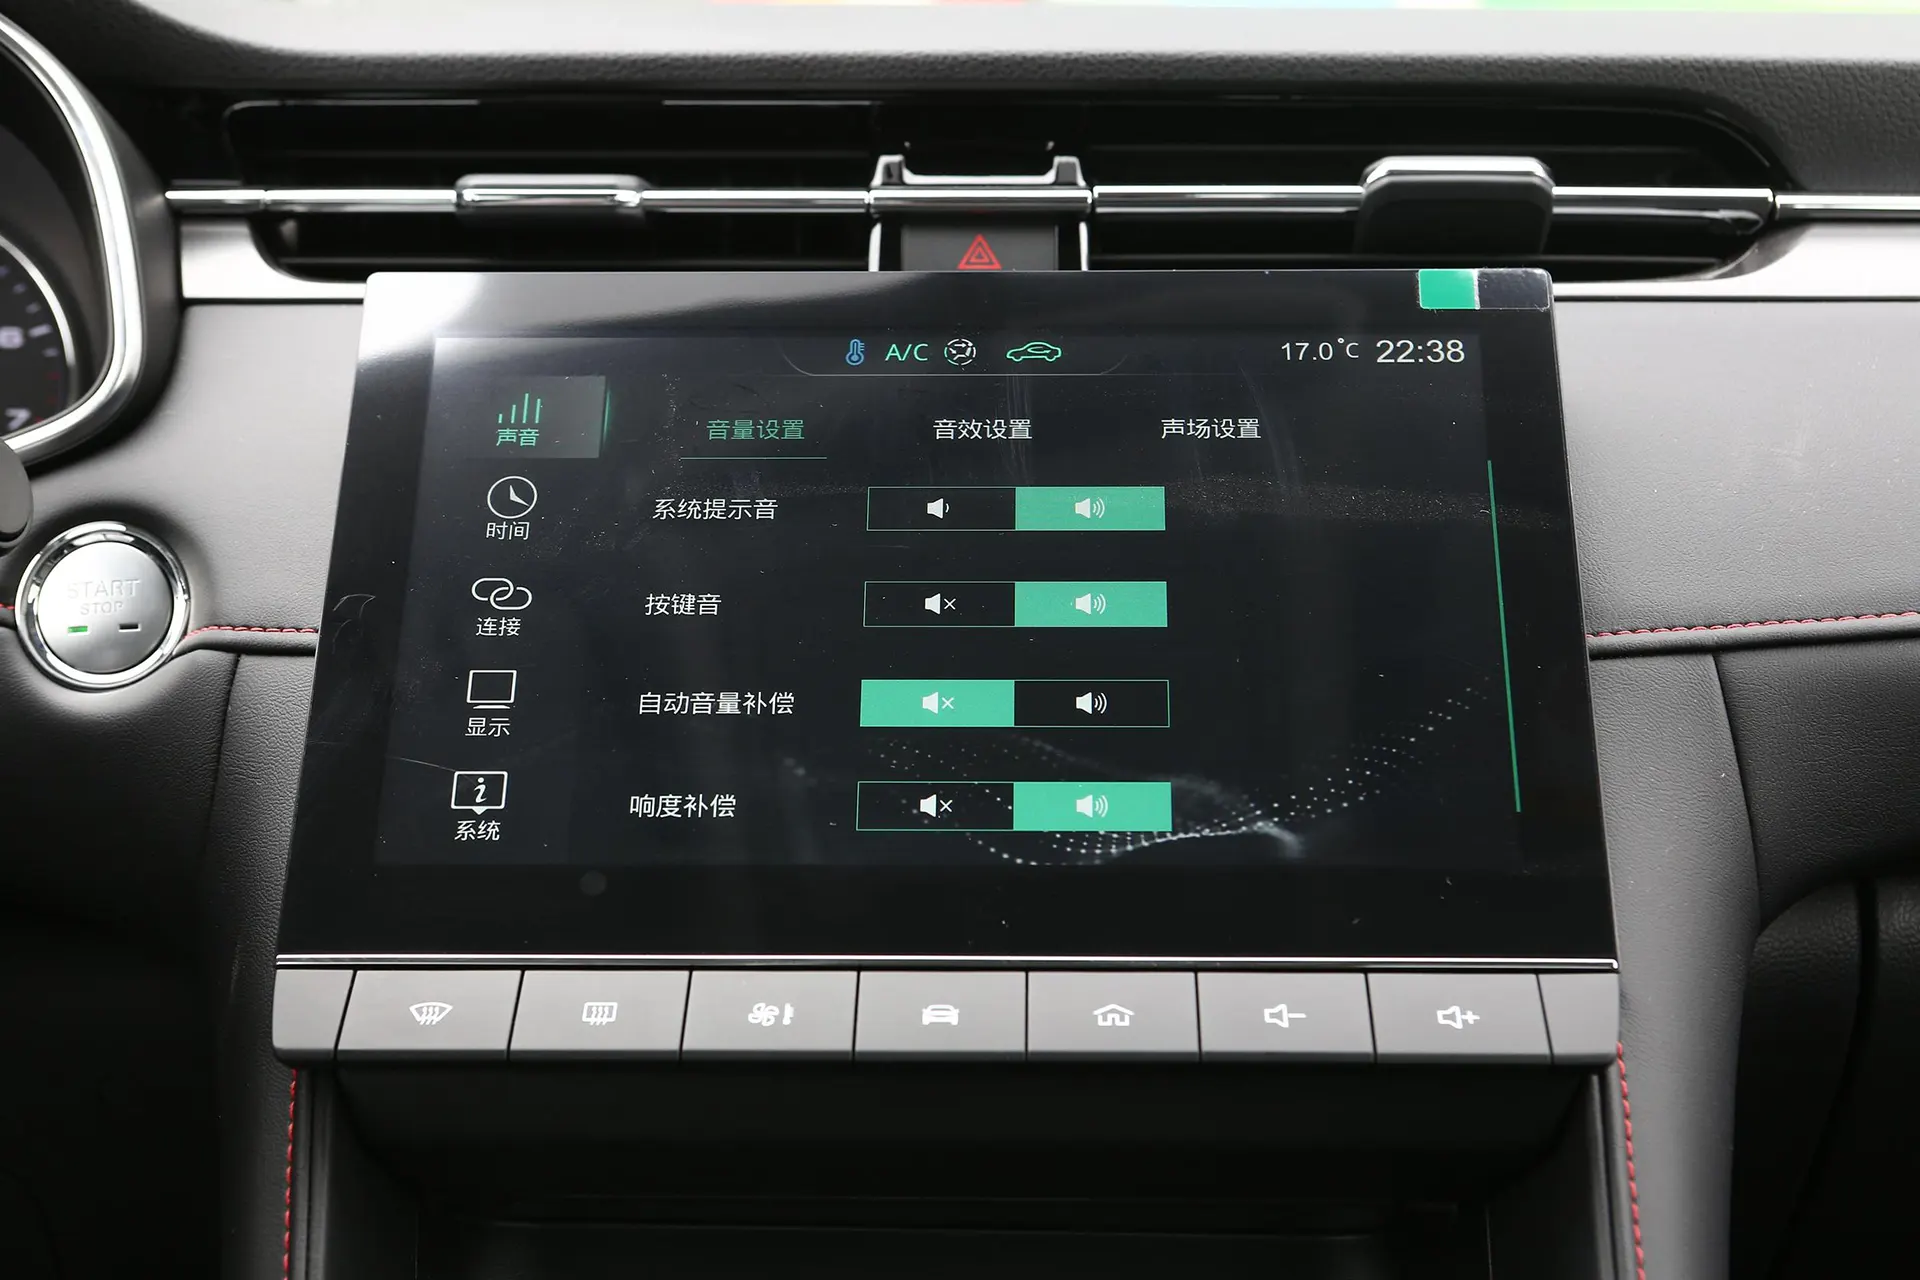 A/C
17.0℃ 22:38
声音
音量设置 音效设置 声场设置
系统提示音
时间
按键音
连接
自动音量补偿
显示
响度补偿
系统
START
STOP
6
7